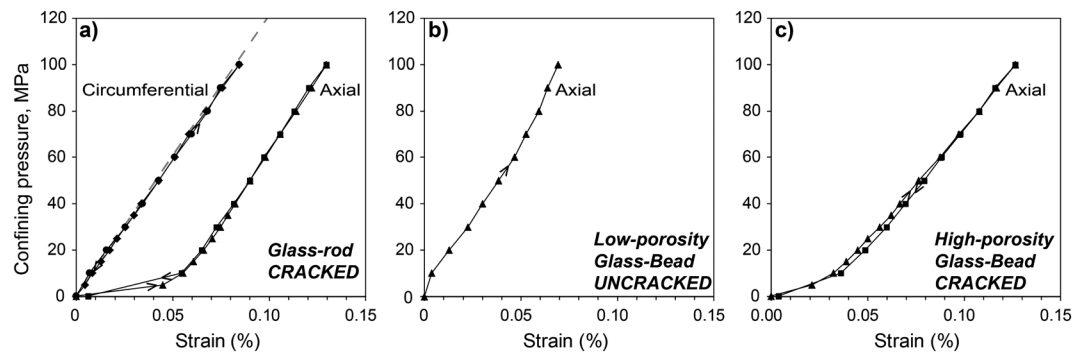 a)
Confining pressure, MPa
120
100
80
60
40
20
0
Circumferential
Axial
Glass-rod
CRACKED
0
0.05
0.10
0.15
Strain (%)
b)
120
100
80
60
40
20
0
Axial
Low-porosity
Glass-Bead
UNCRACKED
0
0.05
0.10
0.15
Strain (%)
c)
120
100
80
60
40
20
0
Axial
High-porosity
Glass-Bead
CRACKED
0.00
0.05
0.10
0.15
Strain (%)